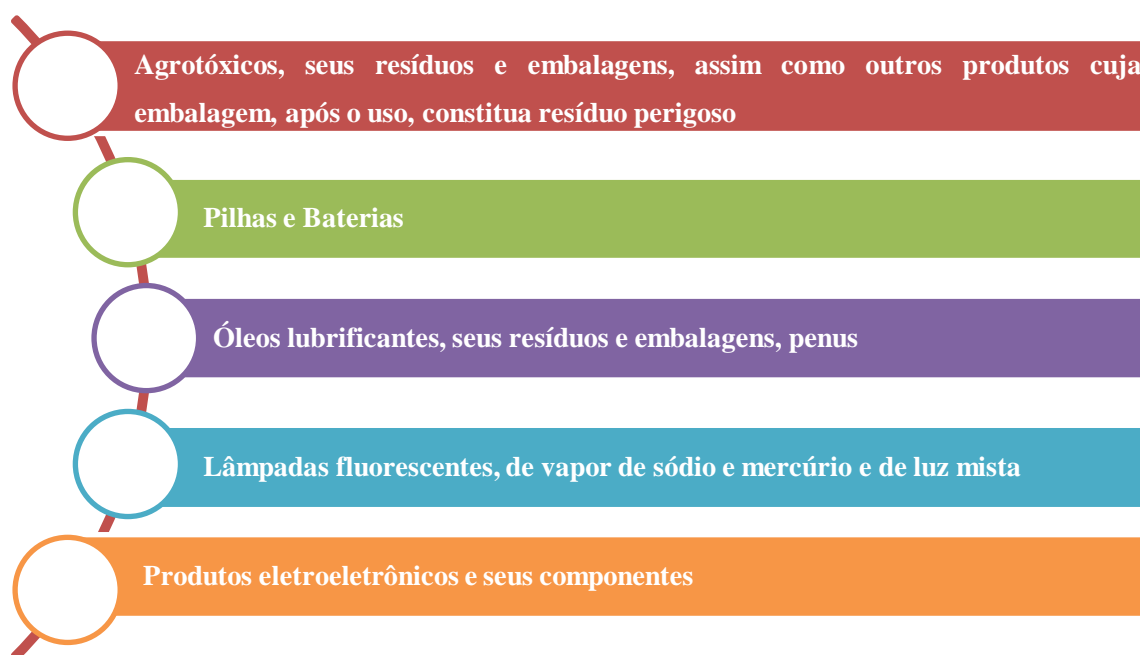 Agrotóxicos, seus resíduos e embalagens, assim como outros produtos cuja
embalagem, após o uso, constitua resíduo perigoso
Pilhas e Baterias
Óleos lubrificantes, seus resíduos e embalagens, penus
Lâmpadas fluorescentes, de vapor de sódio e mercúrio e de luz mista
Produtos eletroeletrônicos e seus componentes